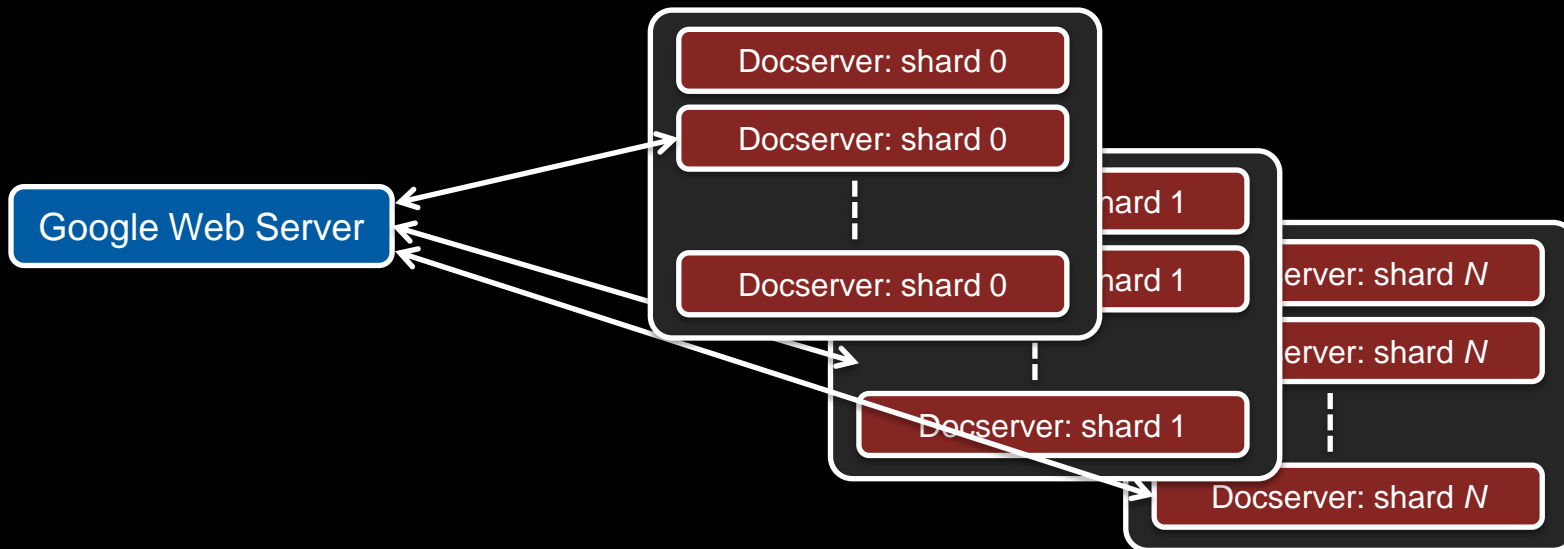 Docserver: shard 0
Docserver: shard 0
Docserver: shard 0
Google Web Server
hard 1
hard 1
Docserver: shard 1
erver: shard N
erver: shard N
Docserver: shard N